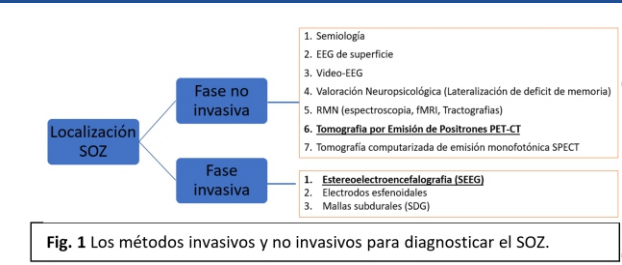 Localización
SOZ
Fase no
invasiva
1. Semiología
2. EEG de superficie
3. Video-EEG
4. Valoración Neuropsicológica (Lateralización de deficit de memoria)
5. RMN (espectroscopia, fMRI, Tractografias)
6. Tomografia por Emisión de Positrones PET-CT
7. Tomografía computarizada de emisión monofotónica SPECT
Fase
invasiva
1. Estereoelectroencefalografia (SEEG)
2. Electrodos esfenoidales
3. Mallas subdurales (SDG)
Fig. 1 Los métodos invasivos y no invasivos para diagnosticar el SOZ.